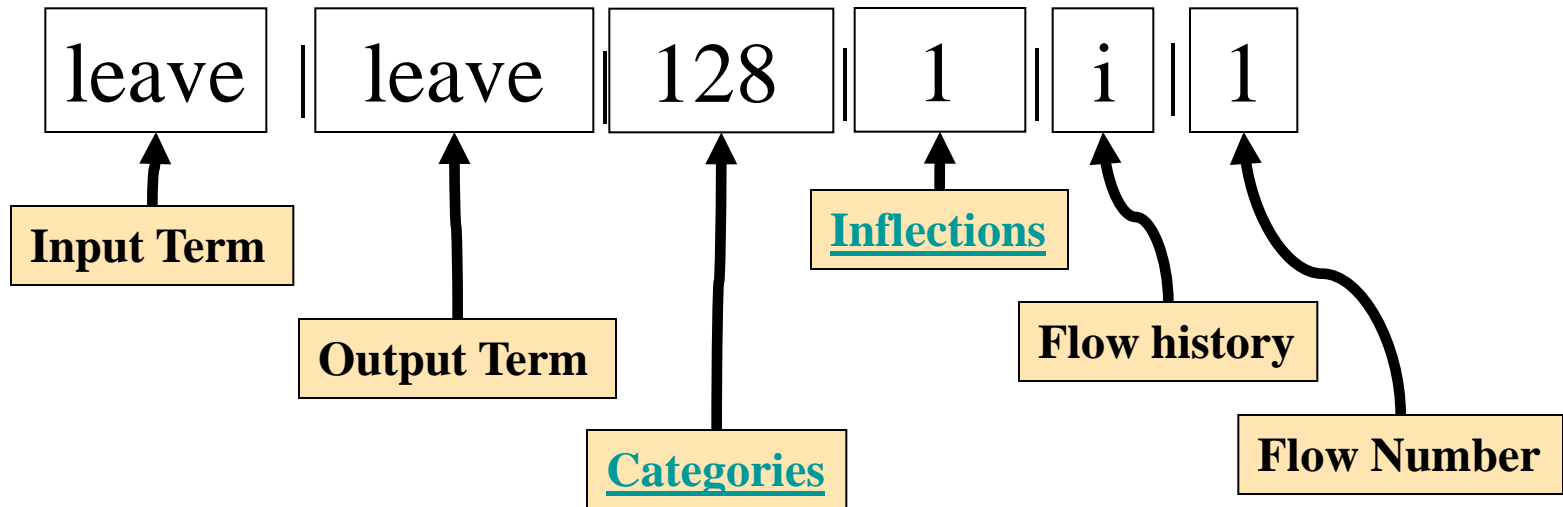 leave | leave | 128 | 1 | i | 1
Input Term
Inflections
Output Term
Flow history
Categories
Flow Number